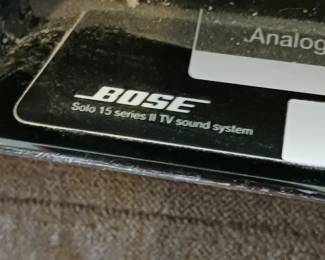 Analog
BOSE
Solo 15 series II TV sound system